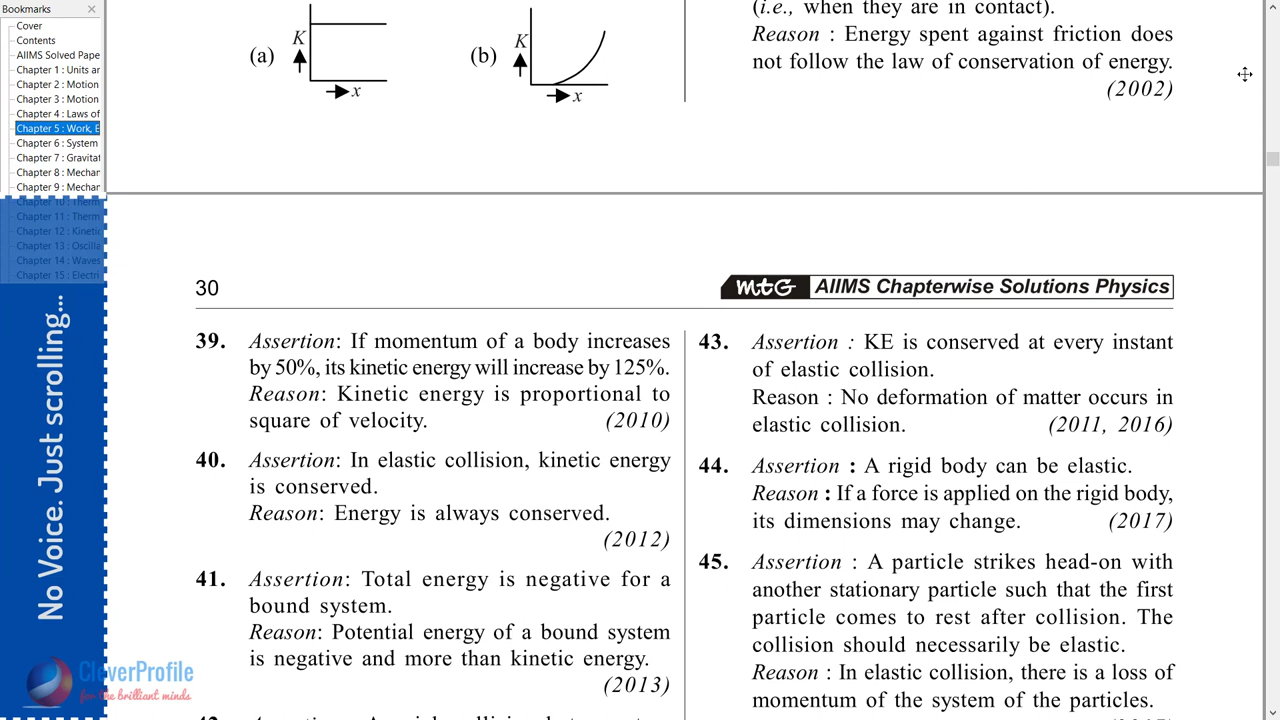 Bookmarks
Cover
Contents
AIIMS Solved Pape
Chapter 1 : Units ar
Chapter 2 : Motion
Chapter 3 : Motion
Chapter 4 : Laws of
Chapter 5 : Work, E
Chapter 6 : System
Chapter 7 : Gravitat
Chapter 8 : Mechar
Chapter 9 : Mechar
Chapter 10 : Therm
Chapter 11 : Therm
Chapter 12 : Kineti
Chapter 13 : Oscilla
Chapter 14 : Waves
Chapter 15 : Electri
No Voice. Just scrolling...
CleverProfile
for the brilliant minds
(a) K x
(b) K x
(i.e., when they are in contact).
Reason : Energy spent against friction does
not follow the law of conservation of energy.
(2002)
30
mtG AIIMS Chapterwise Solutions Physics
39. Assertion: If momentum of a body increases
by 50%, its kinetic energy will increase by 125%.
Reason: Kinetic energy is proportional to
square of velocity. (2010)
40. Assertion: In elastic collision, kinetic energy
is conserved.
Reason: Energy is always conserved.
(2012)
41. Assertion: Total energy is negative for a
bound system.
Reason: Potential energy of a bound system
is negative and more than kinetic energy.
(2013)
43. Assertion : KE is conserved at every instant
of elastic collision.
Reason : No deformation of matter occurs in
elastic collision. (2011, 2016)
44. Assertion : A rigid body can be elastic.
Reason : If a force is applied on the rigid body,
its dimensions may change. (2017)
45. Assertion : A particle strikes head-on with
another stationary particle such that the first
particle comes to rest after collision. The
collision should necessarily be elastic.
Reason : In elastic collision, there is a loss of
momentum of the system of the particles.